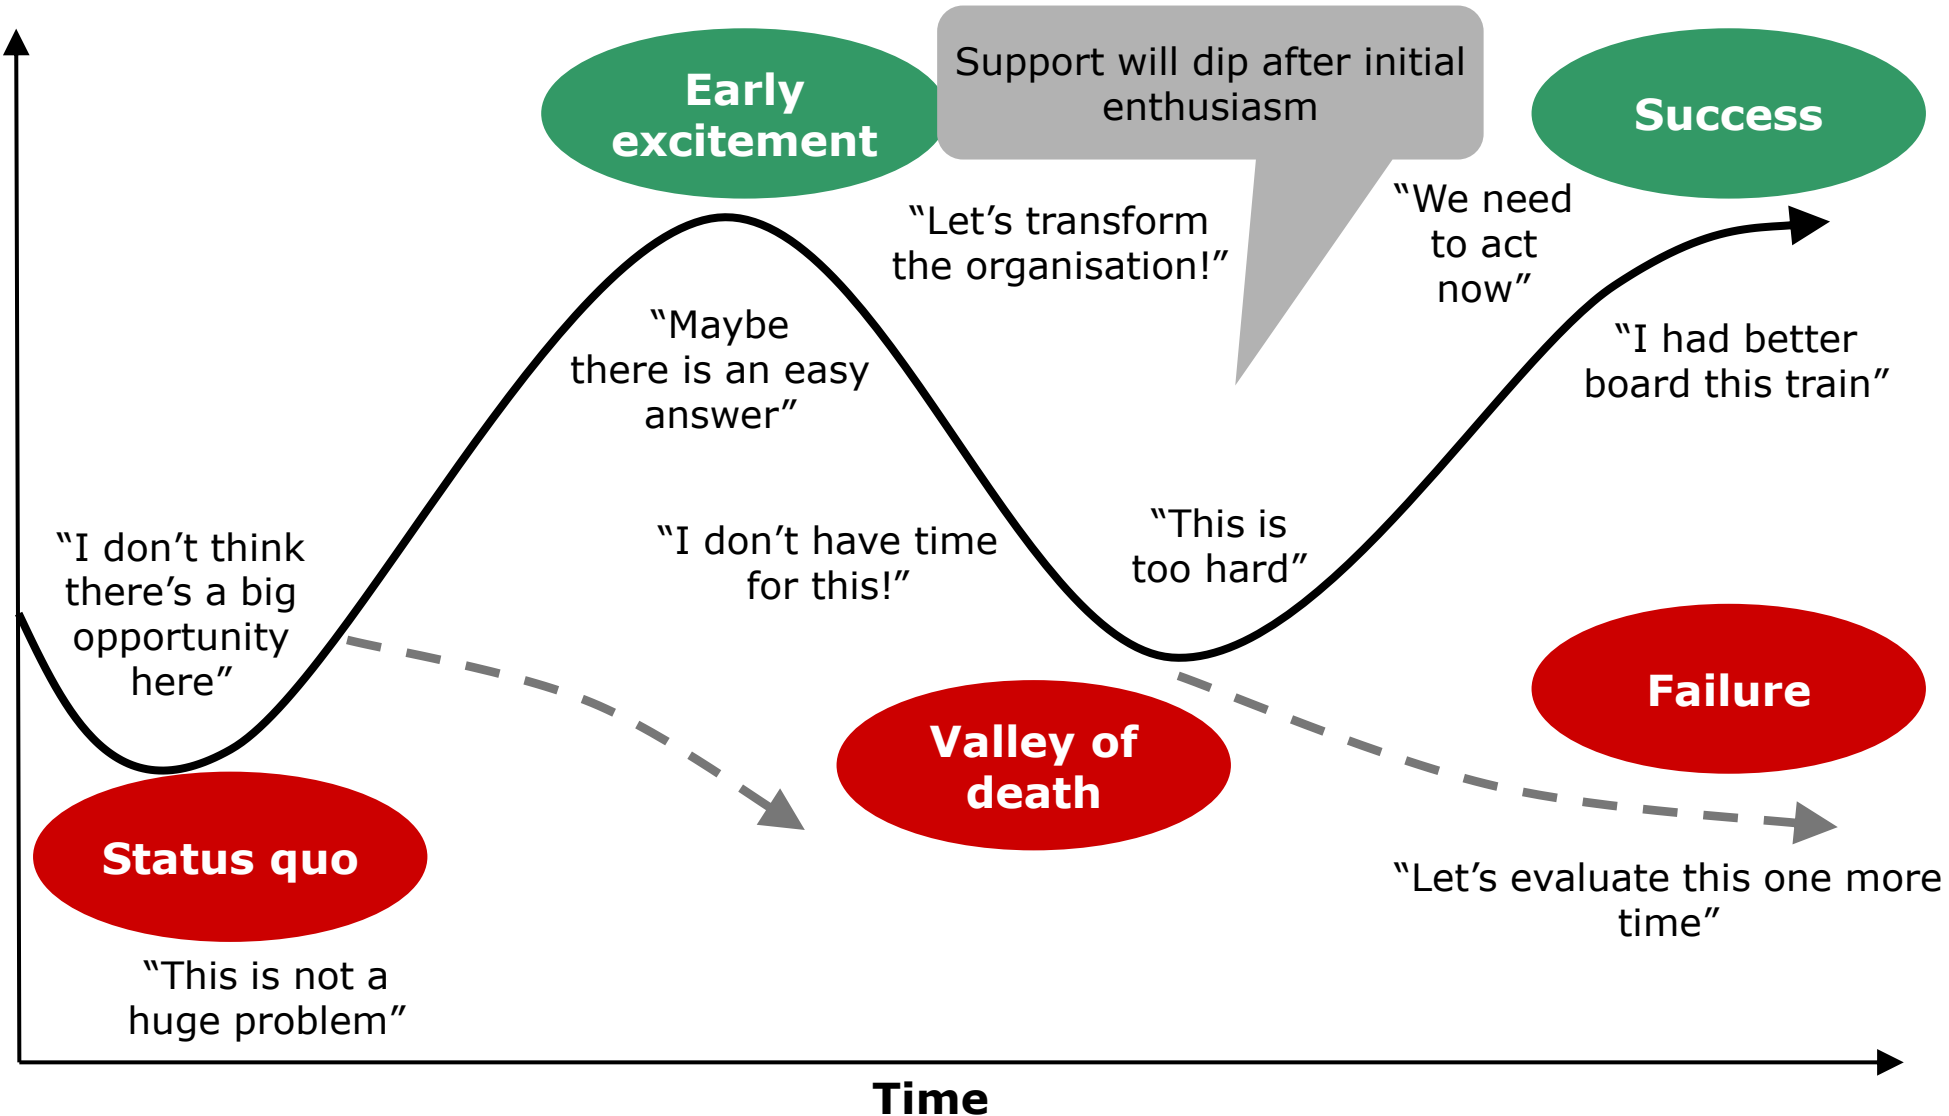 Early
excitement
Support will dip after initial
enthusiasm
Success
“Let’s transform
the organisation!”
“We need
to act
now”
“Maybe
there is an easy
answer”
“I had better
board this train”
“I don’t think
there’s a big
opportunity
here”
“I don’t have time
for this!”
“This is
too hard”
Valley of
death
Failure
Status quo
“Let’s evaluate this one more
time”
“This is not a
huge problem”
Time